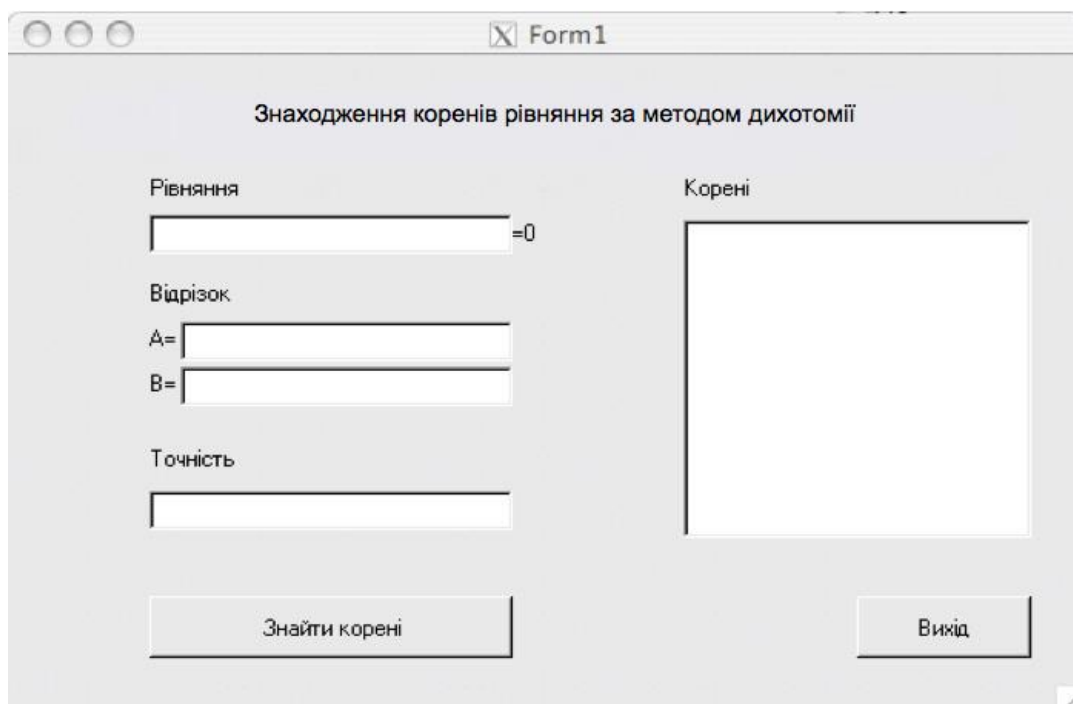 Form1
Знаходження коренів рівняння за методом дихотомії
Рівняння
=0
Відрізок
A=
B=
Точність
Корені
Знайти корені
Вихід